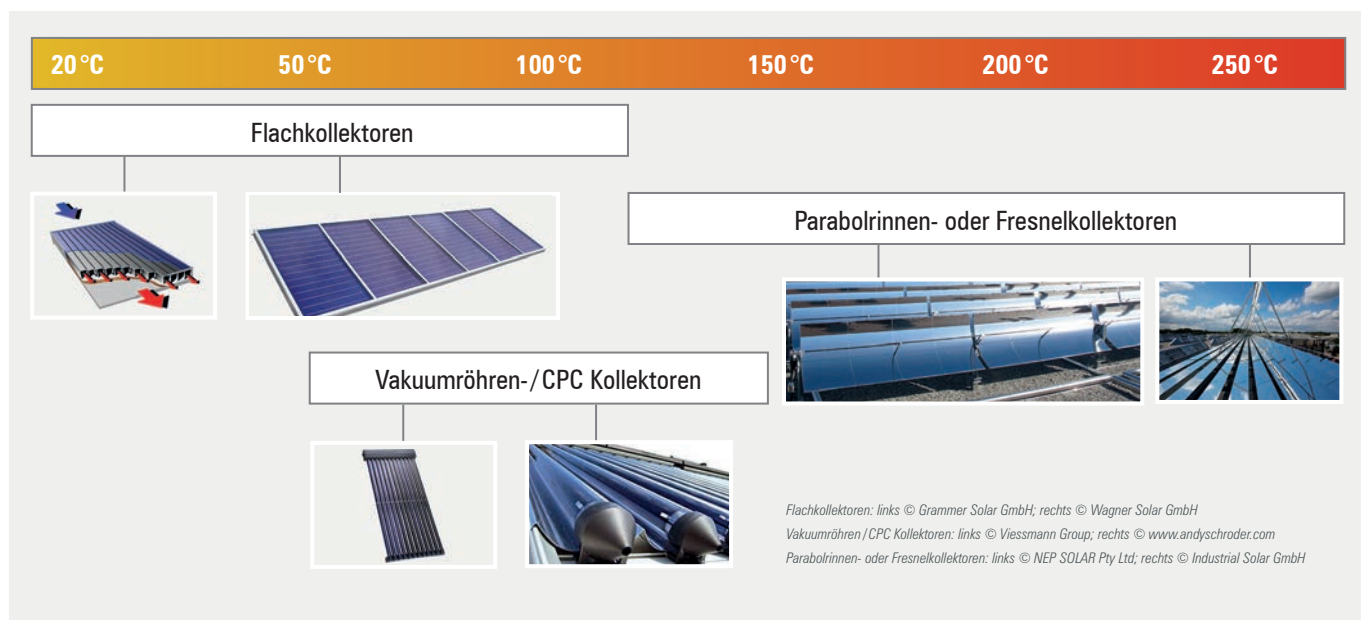 20 °C 50 °C 100 °C 150 °C 200 °C 250 °C
Flachkollektoren
Parabolrinnen- oder Fresnelkollektoren
Vakuumröhren-/CPC Kollektoren
Flachkollektoren: links © Grammer Solar GmbH; rechts © Wagner Solar GmbH
Vakuumröhren/CPC Kollektoren: links © Viessmann Group; rechts © www.andyschroder.com
Parabolrinnen- oder Fresnelkollektoren: links © NEP SOLAR Pty Ltd; rechts © Industrial Solar GmbH